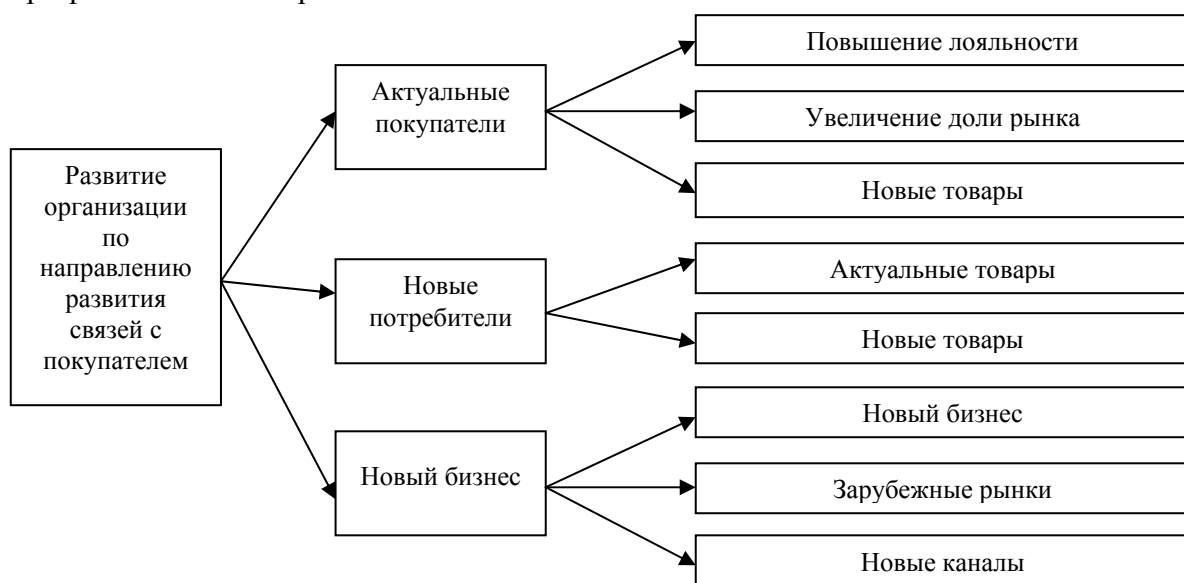 Развитие
организации
по
направлению
развития
связей с
покупателем
Актуальные
покупатели
Повышение лояльности
Увеличение доли рынка
Новые товары
Новые
потребители
Актуальные товары
Новые товары
Новый бизнес
Новый бизнес
Зарубежные рынки
Новые каналы